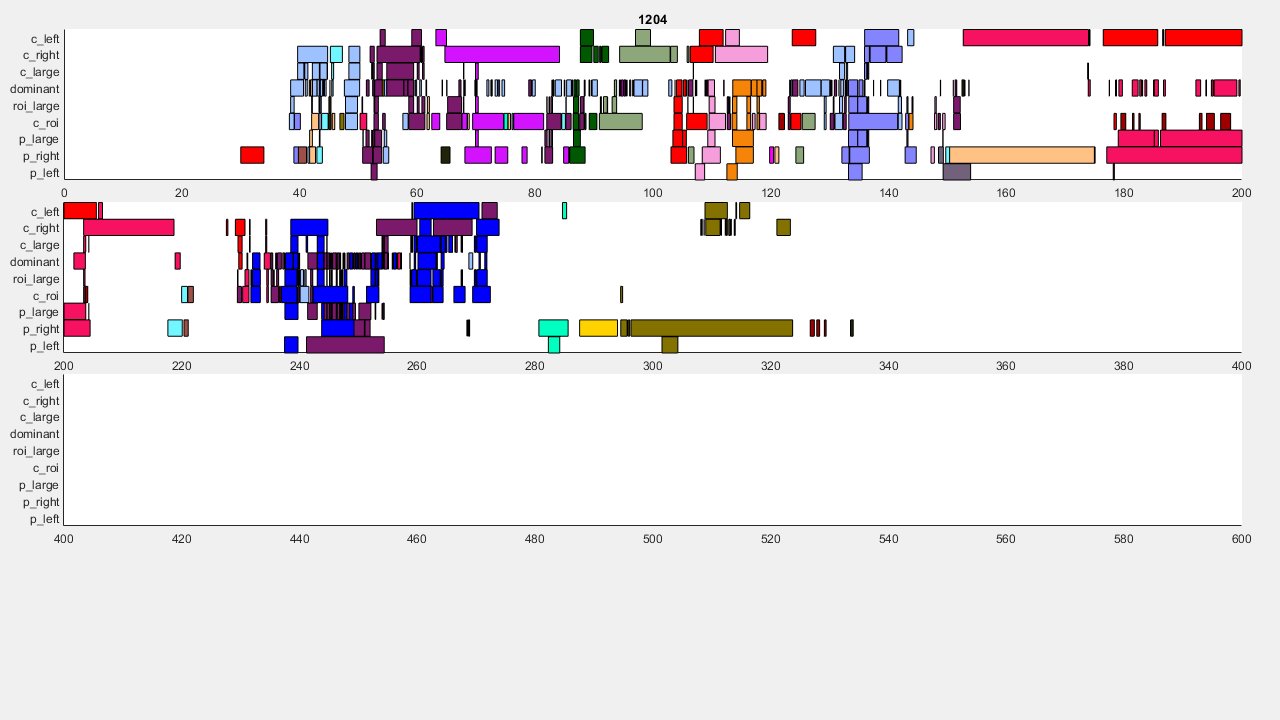 1204
c_left
c_right
c_large
dominant
roi_large
c_roi
p_large
p_right
p_left
0 20 40 60 80 100 120 140 160 180 200
c_left
c_right
c_large
dominant
roi_large
c_roi
p_large
p_right
p_left
200 220 240 260 280 300 320 340 360 380 400
c_left
c_right
c_large
dominant
roi_large
c_roi
p_large
p_right
p_left
400 420 440 460 480 500 520 540 560 580 600